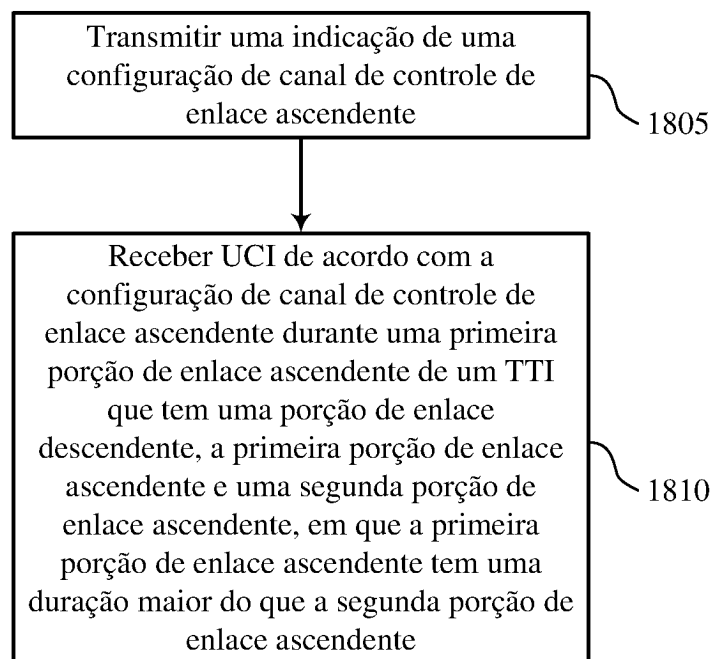 Transmitir uma indicação de uma
configuração de canal de controle de
enlace ascendente
1805
Receber UCI de acordo com a
configuração de canal de controle de
enlace ascendente durante uma primeira
porção de enlace ascendente de um TTI
que tem uma porção de enlace
descendente, a primeira porção de enlace
ascendente e uma segunda porção de
enlace ascendente, em que a primeira
porção de enlace ascendente tem uma
duração maior do que a segunda porção de
enlace ascendente
1810